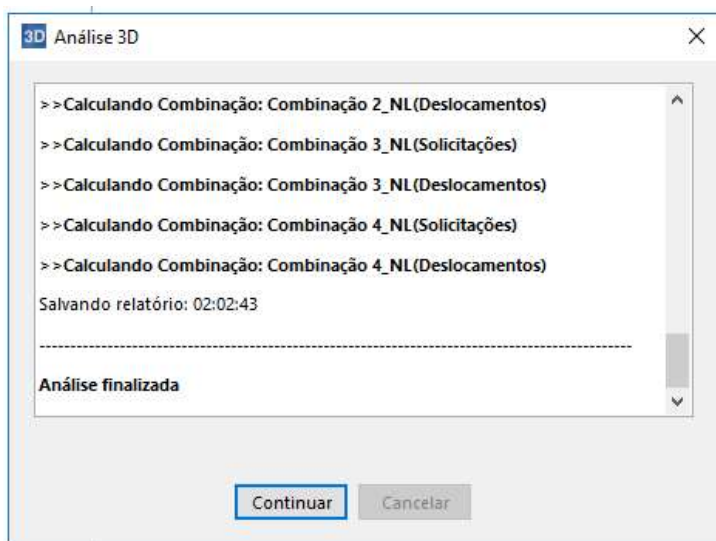 3D Análise 3D
>>Calculando Combinação: Combinação 2_NL(Deslocamentos)
>>Calculando Combinação: Combinação 3_NL(Solicitações)
>>Calculando Combinação: Combinação 3_NL(Deslocamentos)
>>Calculando Combinação: Combinação 4_NL(Solicitações)
>>Calculando Combinação: Combinação 4_NL(Deslocamentos)
Salvando relatório: 02:02:43
--------------------------------------------------------------------------------------------------
Análise finalizada
Continuar Cancelar